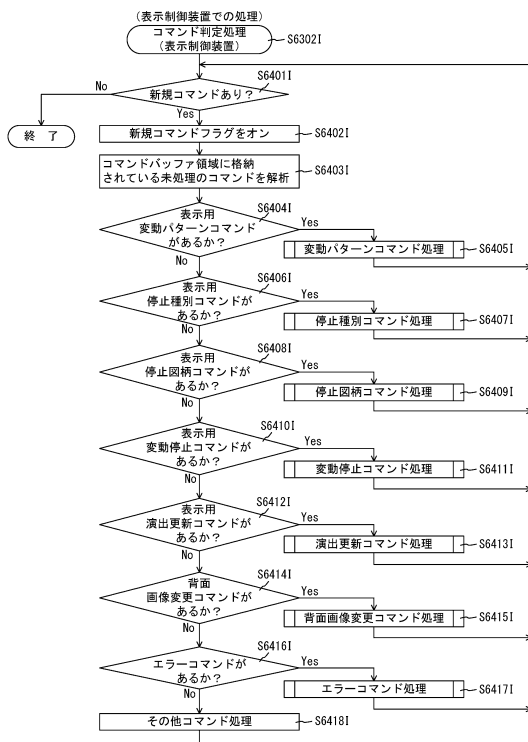 (表示制御装置での処理)
コマンド判定処理
(表示制御装置)
S6302I
S6401I
新規コマンドあり?
No
Yes
終 了
新規コマンドフラグをオン
S6402I
コマンドバッファ領域に格納
されている未処理のコマンドを解析
S6403I
S6404I
表示用
変動パターンコマンド
があるか?
Yes
No
変動パターンコマンド処理
S6405I
S6406I
表示用
停止種別コマンドが
あるか?
Yes
No
停止種別コマンド処理
S6407I
S6408I
表示用
停止図柄コマンドが
あるか?
Yes
No
停止図柄コマンド処理
S6409I
S6410I
表示用
変動停止コマンドが
あるか?
Yes
No
変動停止コマンド処理
S6411I
S6412I
表示用
演出更新コマンドが
あるか?
Yes
No
演出更新コマンド処理
S6413I
S6414I
背面
画像変更コマンドが
あるか?
Yes
No
背面画像変更コマンド処理
S6415I
S6416I
エラーコマンドが
あるか?
Yes
No
エラーコマンド処理
S6417I
その他コマンド処理
S6418I